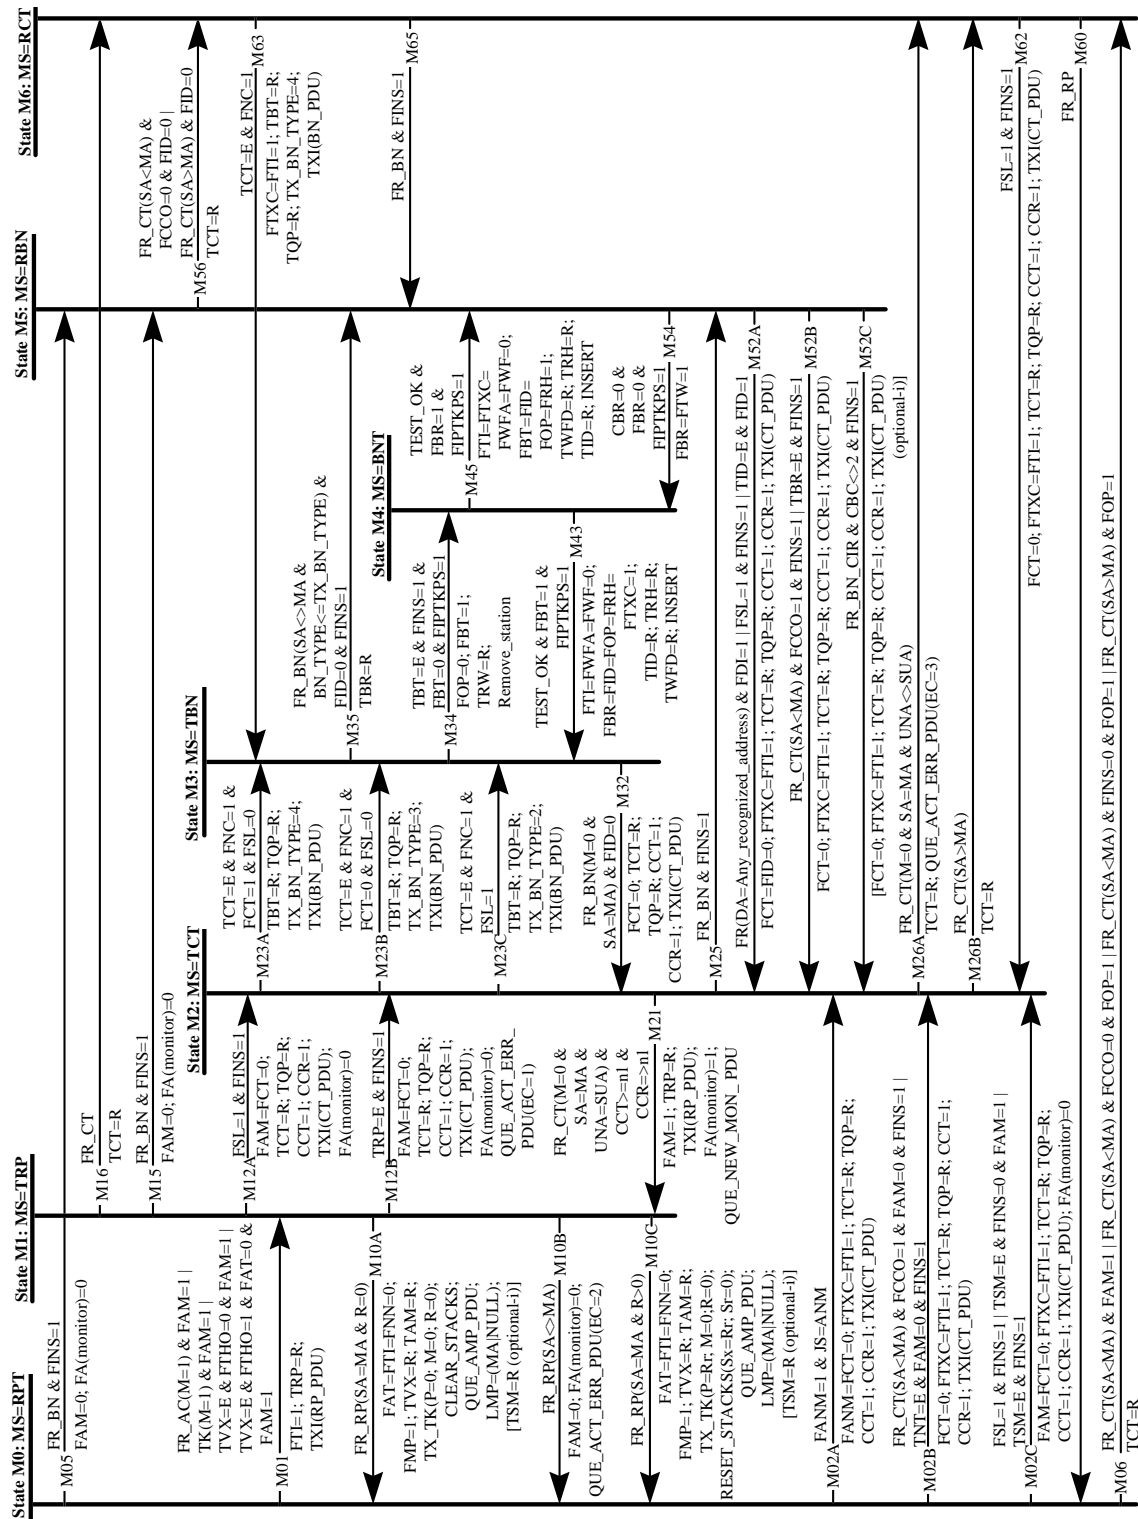 State M0: MS=RPT
State M1: MS=TRP
State M2: MS=TCT
State M3: MS=TBN
State M4: MS=BNT
State M5: MS=RBN
State M6: MS=RCT
M05
FR_BN & FINS=1
FAM=0; FA(monitor)=0
FR_AC(M=1) & FAM=1 |
TK(M=1) & FAM=1 |
TVX=E & FTHO=0 & FAM=1 |
TVX=E & FTHO=1 & FAT=0 &
FAM=1
M01
FTI=1; TRP=R;
TXI(RP_PDU)
FR_RP(SA=MA & R=0)
M10A
FAT=FTI=FNN=0;
FMP=1; TVX=R; TAM=R;
TX_TK(P=0; M=0; R=0);
CLEAR_STACKS;
QUE_AMP_PDU;
LMP=(MA|NULL);
[TSM=R (optional-i)]
FR_RP(SA<>MA)
M10B
FAM=0; FA(monitor)=0;
QUE_ACT_ERR_PDU(EC=2)
FR_RP(SA=MA & R>0)
M10C
FAT=FTI=FNN=0;
FMP=1; TVX=R; TAM=R;
TX_TK(P=Rr, M=0;R=0);
RESET_STACKS(Sx=Rr; Sr=0);
QUE_AMP_PDU;
LMP=(MA|NULL);
[TSM=R (optional-i)]
FANM=1 & JS=ANM
M02A
FANM=FCT=0; FTXC=FTI=1; TCT=R; TQP=R;
CCT=1; CCR=1; TXI(CT_PDU)
FR_CT(SA<MA) & FCCO=1 & FAM=0 & FINS=1 |
TNT=E & FAM=0 & FINS=1
M02B
FCT=0; FTXC=FTI=1; TCT=R; TQP=R; CCT=1;
CCR=1; TXI(CT_PDU)
FSL=1 & FINS=1 | TSM=E & FINS=0 & FAM=1 |
TSM=E & FINS=1
M02C
FAM=FCT=0; FTXC=FTI=1; TCT=R; TQP=R;
CCT=1; CCR=1; TXI(CT_PDU); FA(monitor)=0
FR_RP
M60
M06
FR_CT(SA<MA) & FAM=1 | FR_CT(SA<MA) & FCCO=0 & FOP=1 | FR_CT(SA<MA) & FINS=0 & FOP=1 | FR_CT(SA>MA) & FOP=1
TCT=R
M16
FR_CT
TCT=R
M15
FR_BN & FINS=1
FAM=0; FA(monitor)=0
M12A
FSL=1 & FINS=1
FAM=FCT=0;
TCT=R; TQP=R;
CCT=1; CCR=1;
TXI(CT_PDU);
FA(monitor)=0
M12B
TRP=E & FINS=1
FAM=FCT=0;
TCT=R; TQP=R;
CCT=1; CCR=1;
TXI(CT_PDU);
FA(monitor)=0;
QUE_ACT_ERR_
PDU(EC=1)
FR_CT(M=0 &
SA=MA &
UNA=SUA) &
CCT>=n1 &
CCR=>n1
M21
FAM=1; TRP=R;
TXI(RP_PDU);
FA(monitor)=1;
QUE_NEW_MON_ PDU
TCT=E & FNC=1 &
FCT=1 & FSL=0
M23A
TBT=R; TQP=R;
TX_BN_TYPE=4;
TXI(BN_PDU)
TCT=E & FNC=1 &
FCT=0 & FSL=0
M23B
TBT=R; TQP=R;
TX_BN_TYPE=3;
TXI(BN_PDU)
TCT=E & FNC=1 &
FSL=1
M23C
TBT=R; TQP=R;
TX_BN_TYPE=2;
TXI(BN_PDU)
FR_BN(M=0 &
SA=MA) & FID=0
M32
FCT=0; TCT=R;
TQP=R; CCT=1;
CCR=1; TXI(CT_PDU)
M25
FR_BN & FINS=1
FR(DA=Any_recognized_address) & FDI=1 | FSL=1 & FINS=1 | TID=E & FID=1
M52A
FCT=FID=0; FTXC=FTI=1; TCT=R; TQP=R; CCT=1; CCR=1; TXI(CT_PDU)
FR_CT(SA<MA) & FCCO=1 & FINS=1 | TBR=E & FINS=1
M52B
FCT=0; FTXC=FTI=1; TCT=R; TQP=R; CCT=1; CCR=1; TXI(CT_PDU)
FR_BN_CIR & CBC<>2 & FINS=1
M52C
[FCT=0; FTXC=FTI=1; TCT=R; TQP=R; CCT=1; CCR=1; TXI(CT_PDU)
(optional-i)]
M26A
FR_CT(M=0 & SA=MA & UNA<>SUA)
TCT=R; QUE_ACT_ERR_PDU(EC=3)
M26B
FR_CT(SA>MA)
TCT=R
FSL=1 & FINS=1
M62
FCT=0; FTXC=FTI=1; TCT=R; TQP=R; CCT=1; CCR=1; TXI(CT_PDU)
FR_BN(SA<>MA &
BN_TYPE<=TX_BN_TYPE) &
FID=0 & FINS=1
M35
TBR=R
TBT=E & FINS=1 &
FBT=0 & FIPTKPS=1
M34
FOP=0; FBT=1;
TRW=R;
Remove_station
TEST_OK & FBT=1 &
FIPTKPS=1
M43
FTI=FWFA=FWF=0;
FBR=FID=FOP=FRH=
FTXC=1;
TID=R; TRH=R;
TWFD=R; INSERT
TEST_OK &
FBR=1 &
FIPTKPS=1
M45
FTI=FTXC=
FWFA=FWF=0;
FBT=FID=
FOP=FRH=1;
TWFD=R; TRH=R;
TID=R; INSERT
CBR=0 &
FBR=0 &
FIPTKPS=1
M54
FBR=FTW=1
FR_CT(SA<MA) &
FCCO=0 & FID=0 |
FR_CT(SA>MA) & FID=0
M56
TCT=R
TCT=E & FNC=1
M63
FTXC=FTI=1; TBT=R;
TQP=R; TX_BN_TYPE=4;
TXI(BN_PDU)
FR_BN & FINS=1
M65